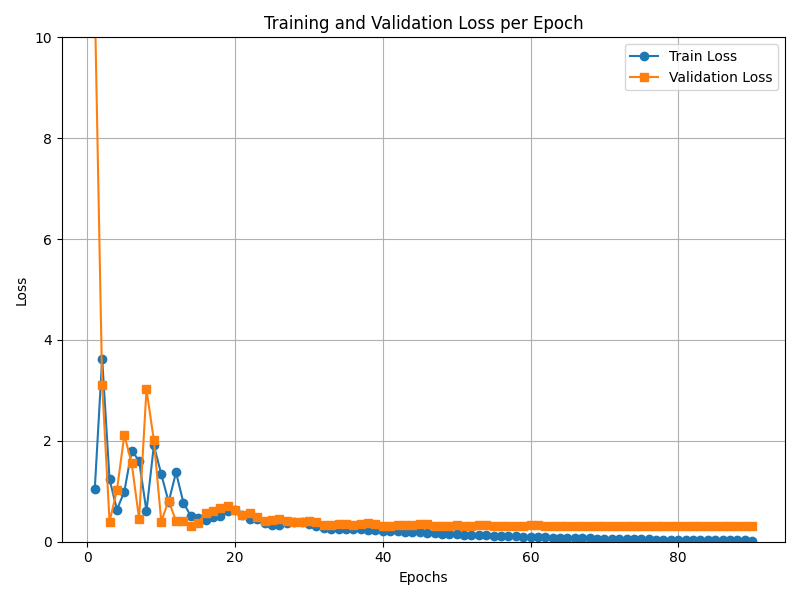 Training and Validation Loss per Epoch
Train Loss
Validation Loss
10
8
6
4
2
0
Loss
0 20 40 60 80
Epochs